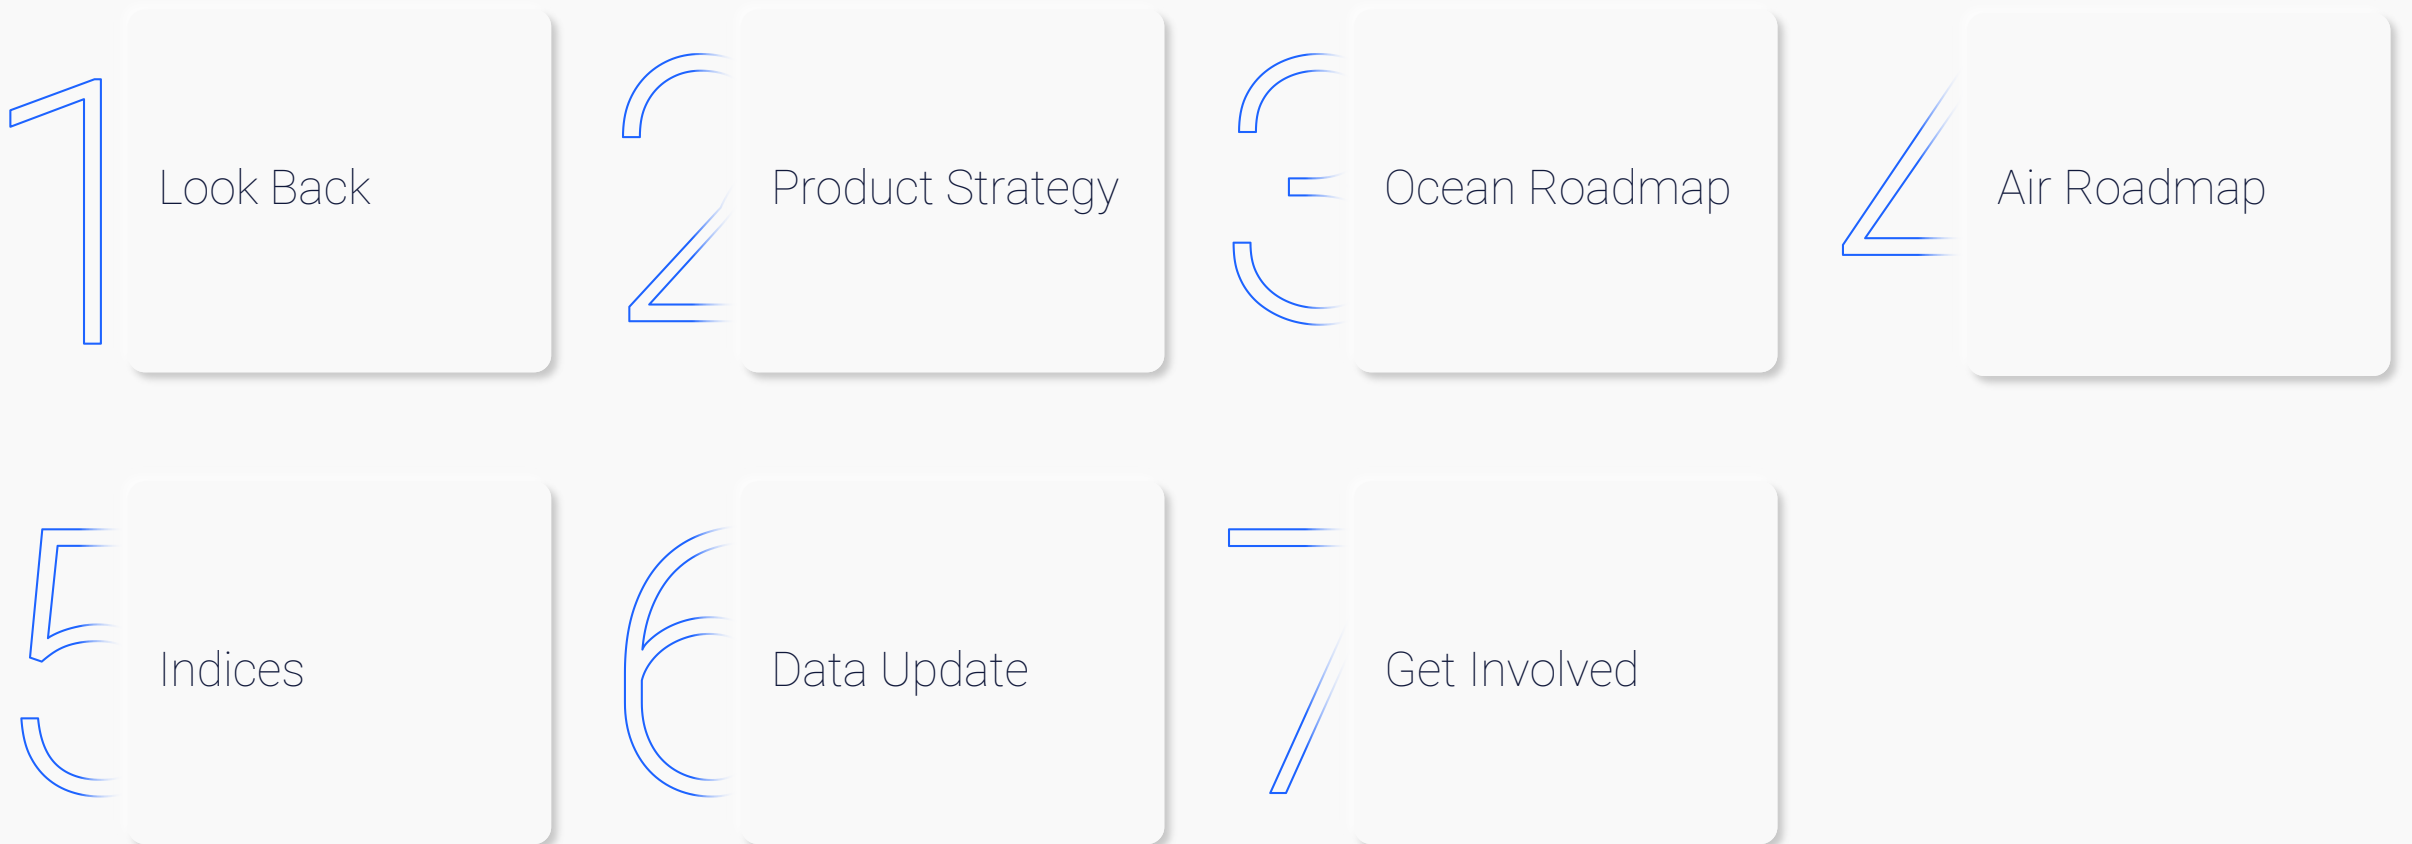 1
Look Back
2
Product Strategy
3
Ocean Roadmap
4
Air Roadmap
5
Indices
6
Data Update
7
Get Involved